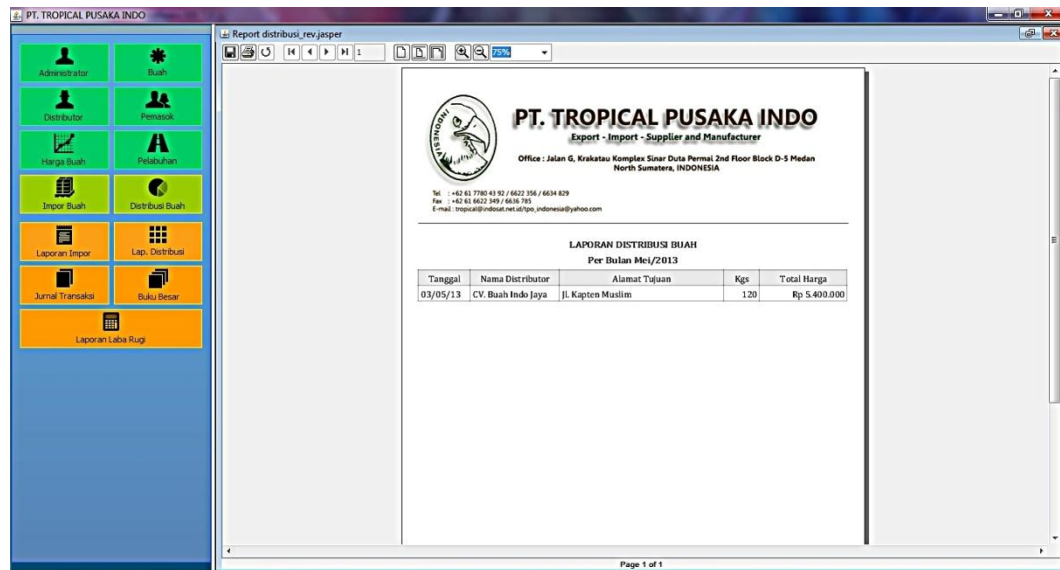 PT. TROPICAL PUSAKA INDO
Administrator
Buah
Distributor
Pemasok
Harga Buah
Pelabuhan
Impor Buah
Distribusi Buah
Laporan Impor
Lap. Distribusi
Jurnal Transaksi
Buku Besar
Laporan Laba Rugi
Report distribusi_rev.jasper
1
75%
INDONESIA
PT. TROPICAL PUSAKA INDO
Export - Import - Supplier and Manufacturer
Office : Jalan G, Krakatau Komplex Sinar Duta Permai 2nd Floor Block D-5 Medan
North Sumatera, INDONESIA
Tel : +62 61 7780 43 92 / 6622 356 / 6634 829
Fax : +62 61 6622 349 / 6636 785
E-mail : tropical@indosat.net.id/tpo_indonesia@yahoo.com
LAPORAN DISTRIBUSI BUAH
Per Bulan Mei/2013
Tanggal Nama Distributor Alamat Tujuan Kgs Total Harga
03/05/13 CV. Buah Indo Jaya Jl. Kapten Muslim 120 Rp 5.400.000
Page 1 of 1